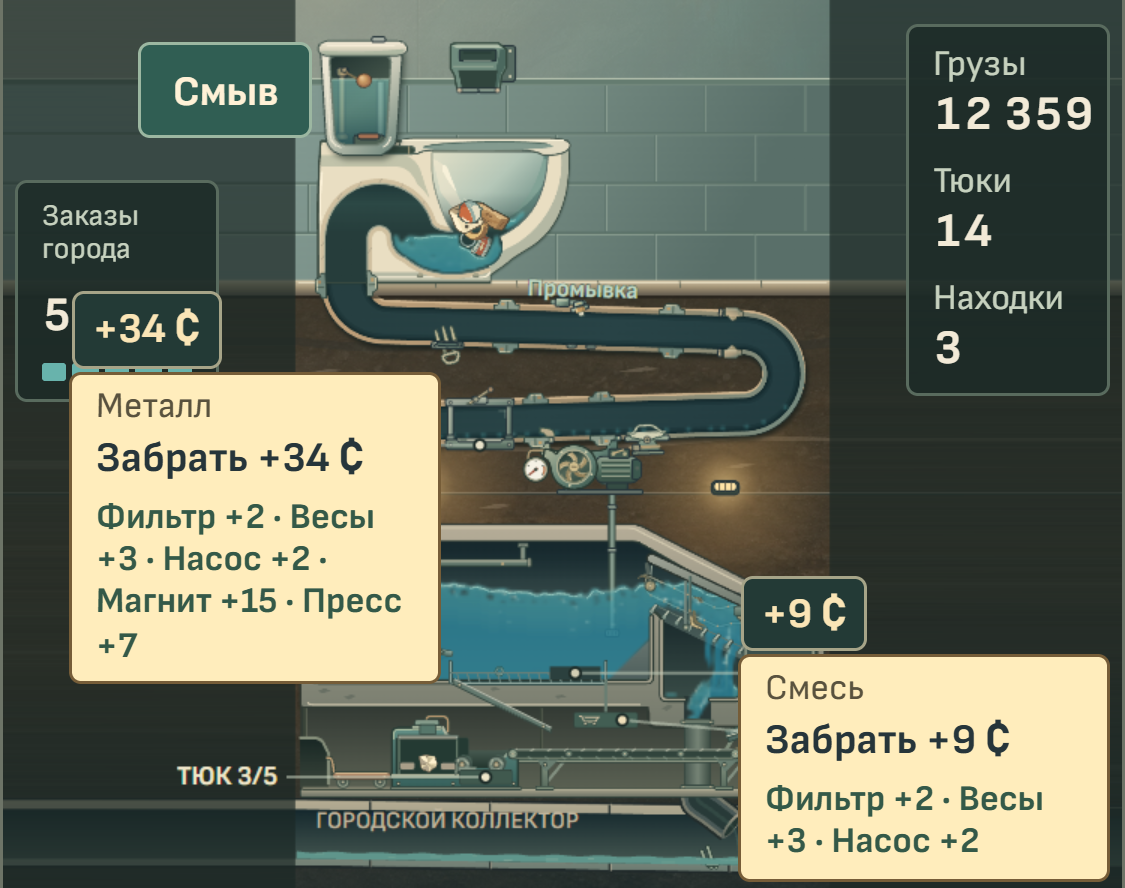 Смыв
Грузы
12 359
Тюки
14
Находки
3
Заказы
города
5
+34 ₵
Промывка
Металл
Забрать +34 ₵
Фильтр +2 · Весы
+3 · Насос +2 ·
Магнит +15 · Пресс
+7
+9 ₵
Смесь
Забрать +9 ₵
Фильтр +2 · Весы
+3 · Насос +2
ТЮК 3/5
ГОРОДСКОЙ КОЛЛЕКТОР